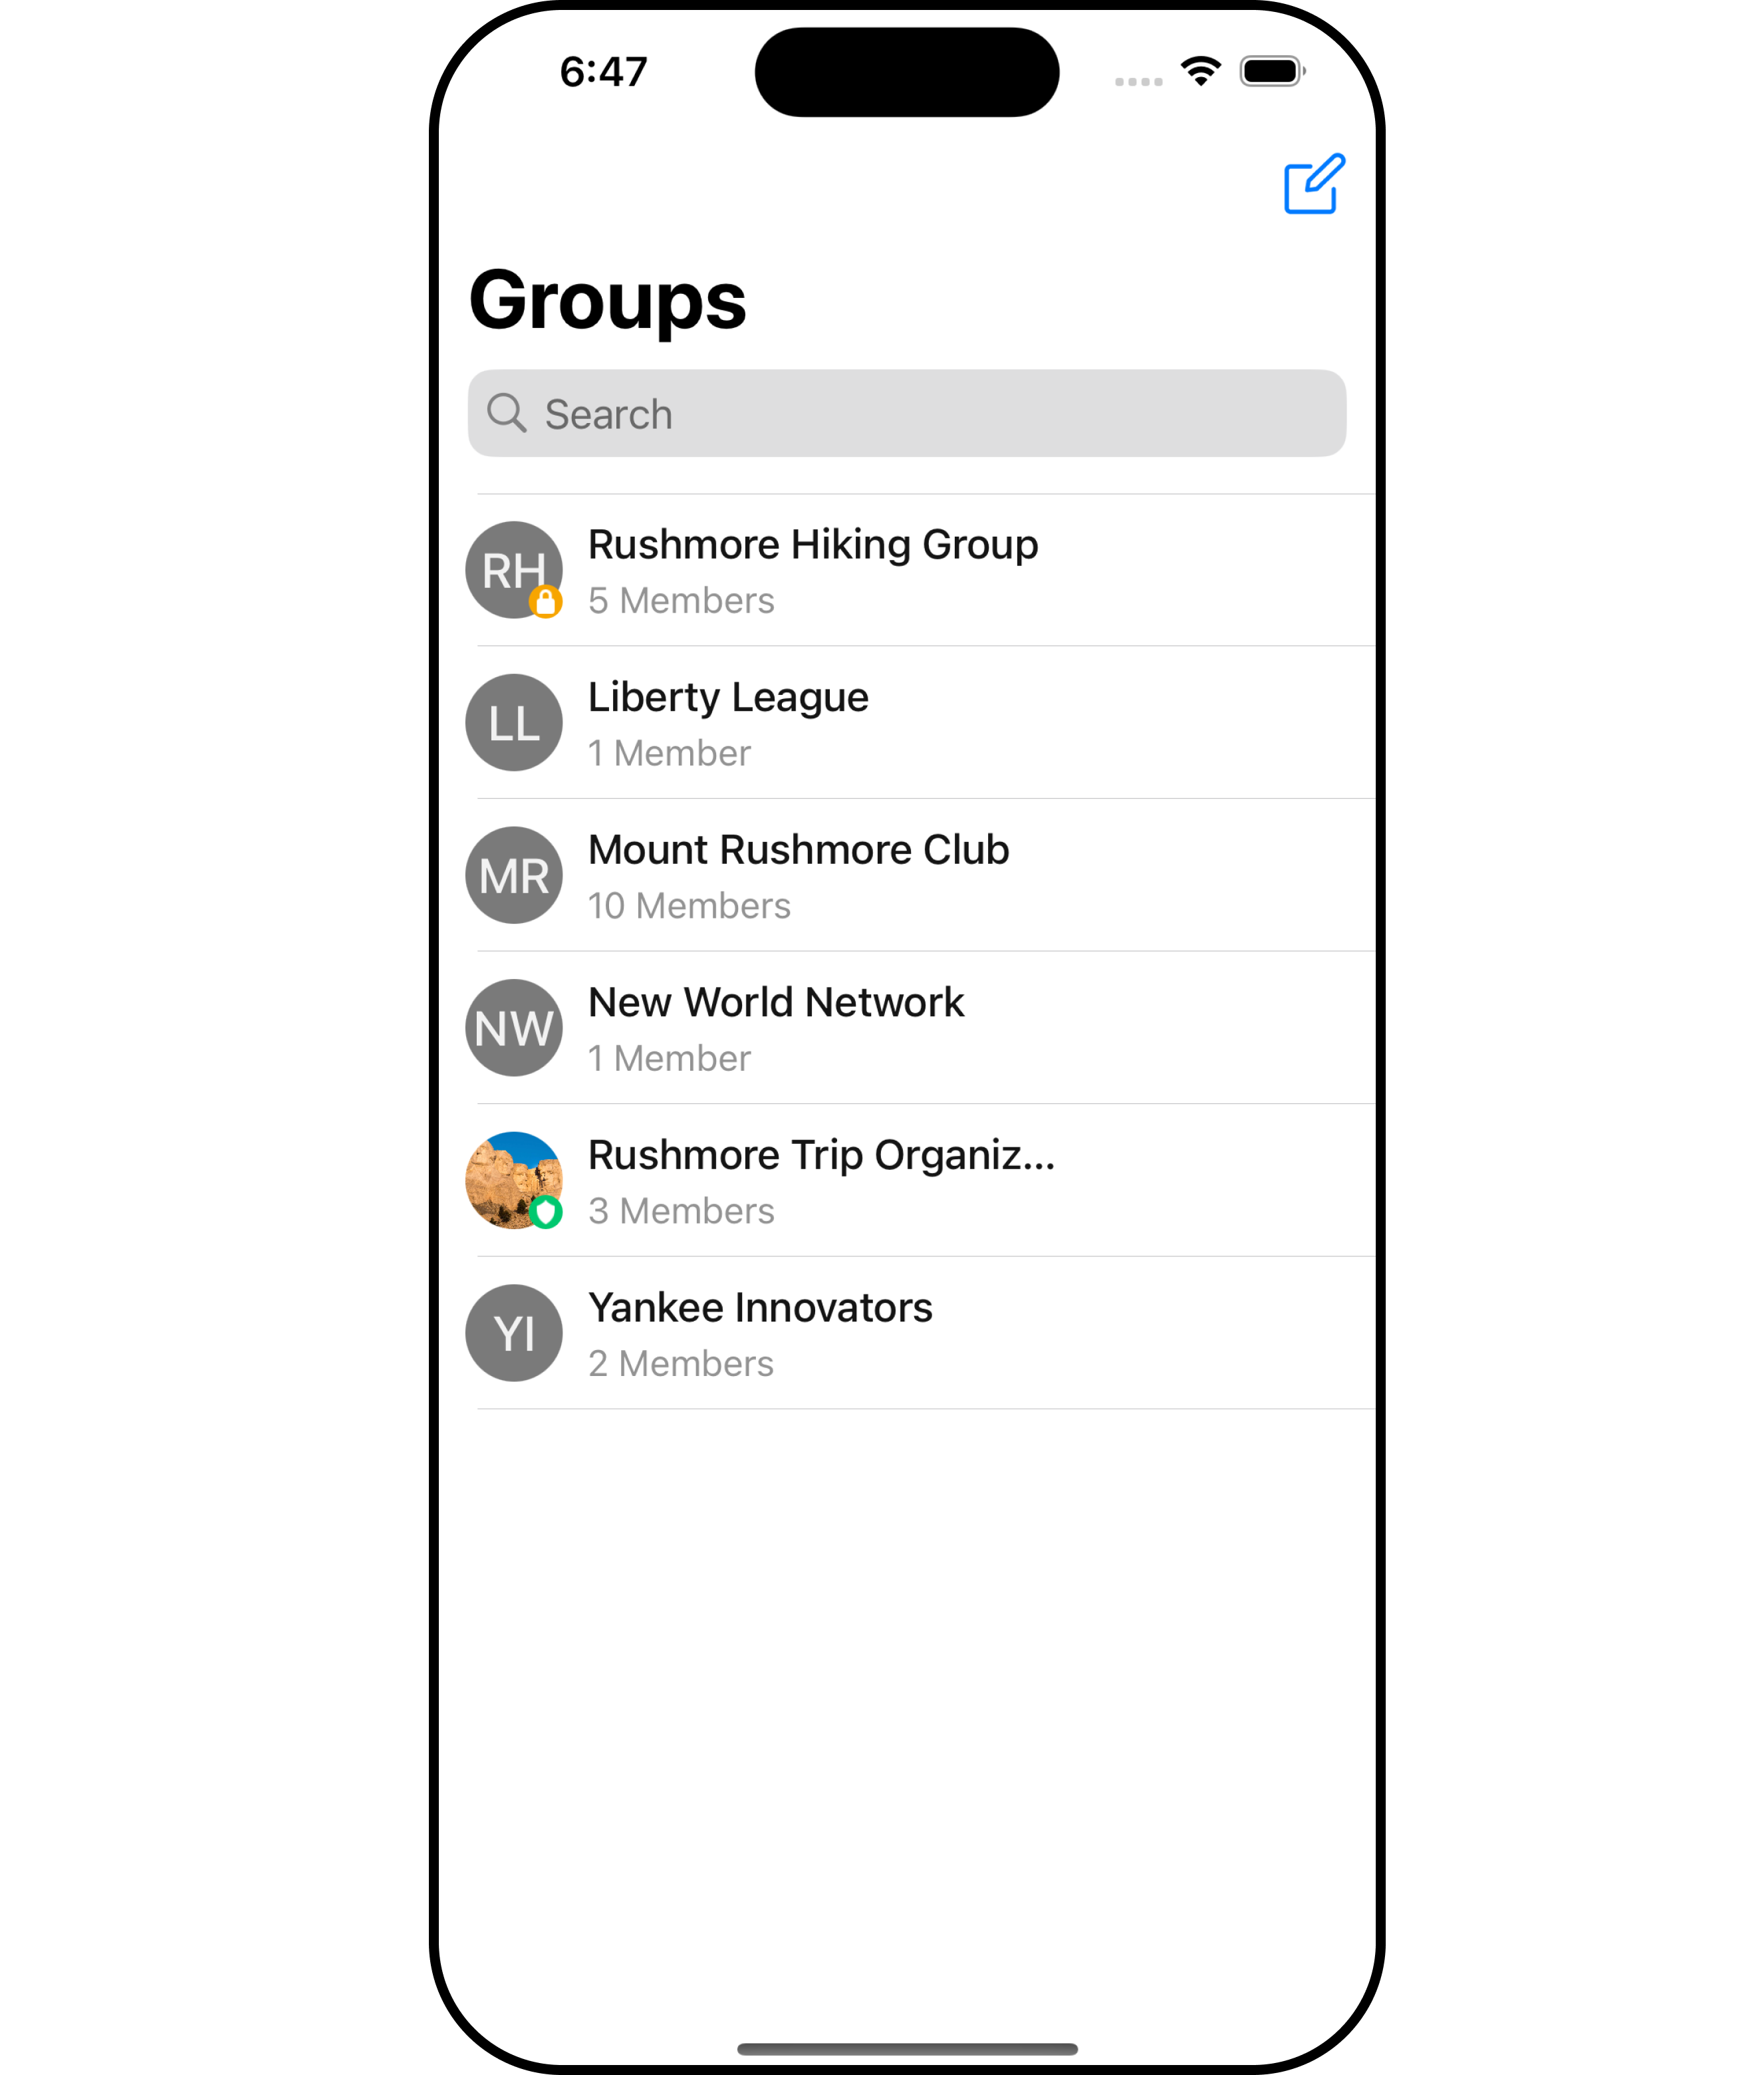 6:47
Groups
Search
RH
Rushmore Hiking Group
5 Members
LL
Liberty League
1 Member
MR
Mount Rushmore Club
10 Members
NW
New World Network
1 Member
Rushmore Trip Organiz...
3 Members
YI
Yankee Innovators
2 Members